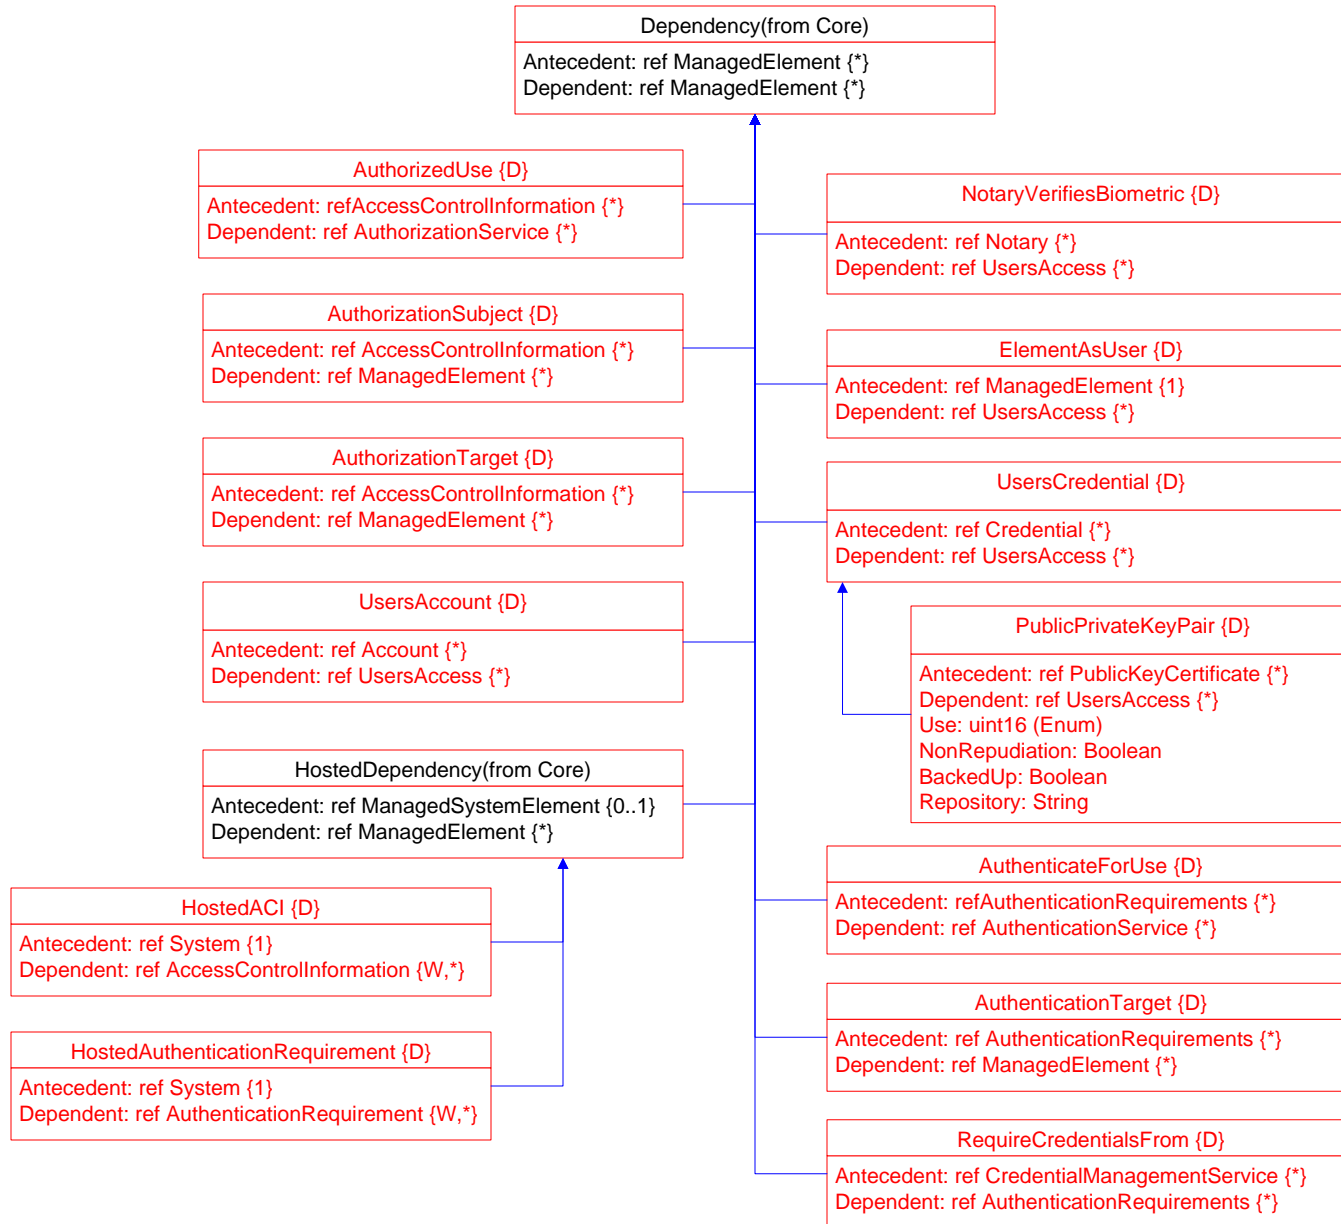 Dependency(from Core)
Antecedent: ref ManagedElement {*}
Dependent: ref ManagedElement {*}
AuthorizedUse {D}
Antecedent: refAccessControlInformation {*}
Dependent: ref AuthorizationService {*}
AuthorizationSubject {D}
Antecedent: ref AccessControlInformation {*}
Dependent: ref ManagedElement {*}
AuthorizationTarget {D}
Antecedent: ref AccessControlInformation {*}
Dependent: ref ManagedElement {*}
UsersAccount {D}
Antecedent: ref Account {*}
Dependent: ref UsersAccess {*}
HostedDependency(from Core)
Antecedent: ref ManagedSystemElement {0..1}
Dependent: ref ManagedElement {*}
HostedACI {D}
Antecedent: ref System {1}
Dependent: ref AccessControlInformation {W,*}
HostedAuthenticationRequirement {D}
Antecedent: ref System {1}
Dependent: ref AuthenticationRequirement {W,*}
NotaryVerifiesBiometric {D}
Antecedent: ref Notary {*}
Dependent: ref UsersAccess {*}
ElementAsUser {D}
Antecedent: ref ManagedElement {1}
Dependent: ref UsersAccess {*}
UsersCredential {D}
Antecedent: ref Credential {*}
Dependent: ref UsersAccess {*}
PublicPrivateKeyPair {D}
Antecedent: ref PublicKeyCertificate {*}
Dependent: ref UsersAccess {*}
Use: uint16 (Enum)
NonRepudiation: Boolean
BackedUp: Boolean
Repository: String
AuthenticateForUse {D}
Antecedent: refAuthenticationRequirements {*}
Dependent: ref AuthenticationService {*}
AuthenticationTarget {D}
Antecedent: ref AuthenticationRequirements {*}
Dependent: ref ManagedElement {*}
RequireCredentialsFrom {D}
Antecedent: ref CredentialManagementService {*}
Dependent: ref AuthenticationRequirements {*}